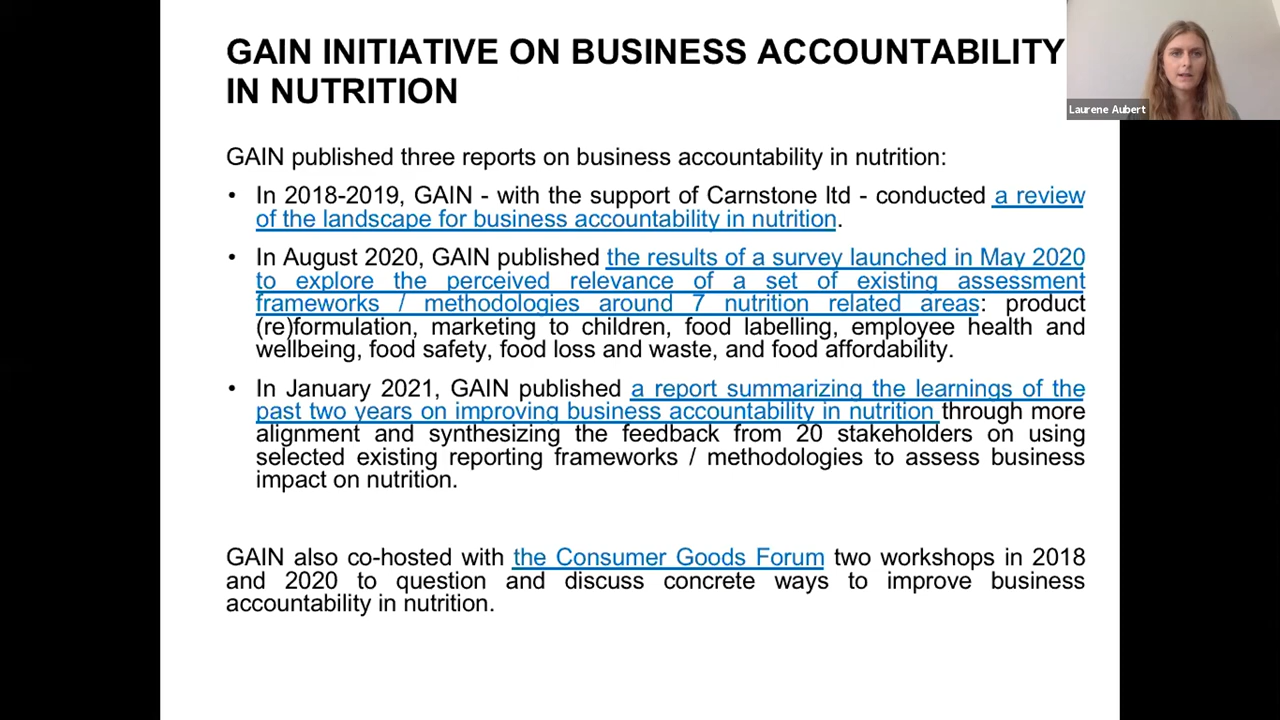 GAIN INITIATIVE ON BUSINESS ACCOUNTABILITY
IN NUTRITION
Laurene Aubert
GAIN published three reports on business accountability in nutrition:
• In 2018-2019, GAIN - with the support of Carnstone ltd - conducted a review
of the landscape for business accountability in nutrition.
• In August 2020, GAIN published the results of a survey launched in May 2020
to explore the perceived relevance of a set of existing assessment
frameworks / methodologies around 7 nutrition related areas: product
(re)formulation, marketing to children, food labelling, employee health and
wellbeing, food safety, food loss and waste, and food affordability.
• In January 2021, GAIN published a report summarizing the learnings of the
past two years on improving business accountability in nutrition through more
alignment and synthesizing the feedback from 20 stakeholders on using
selected existing reporting frameworks / methodologies to assess business
impact on nutrition.
GAIN also co-hosted with the Consumer Goods Forum two workshops in 2018
and 2020 to question and discuss concrete ways to improve business
accountability in nutrition.